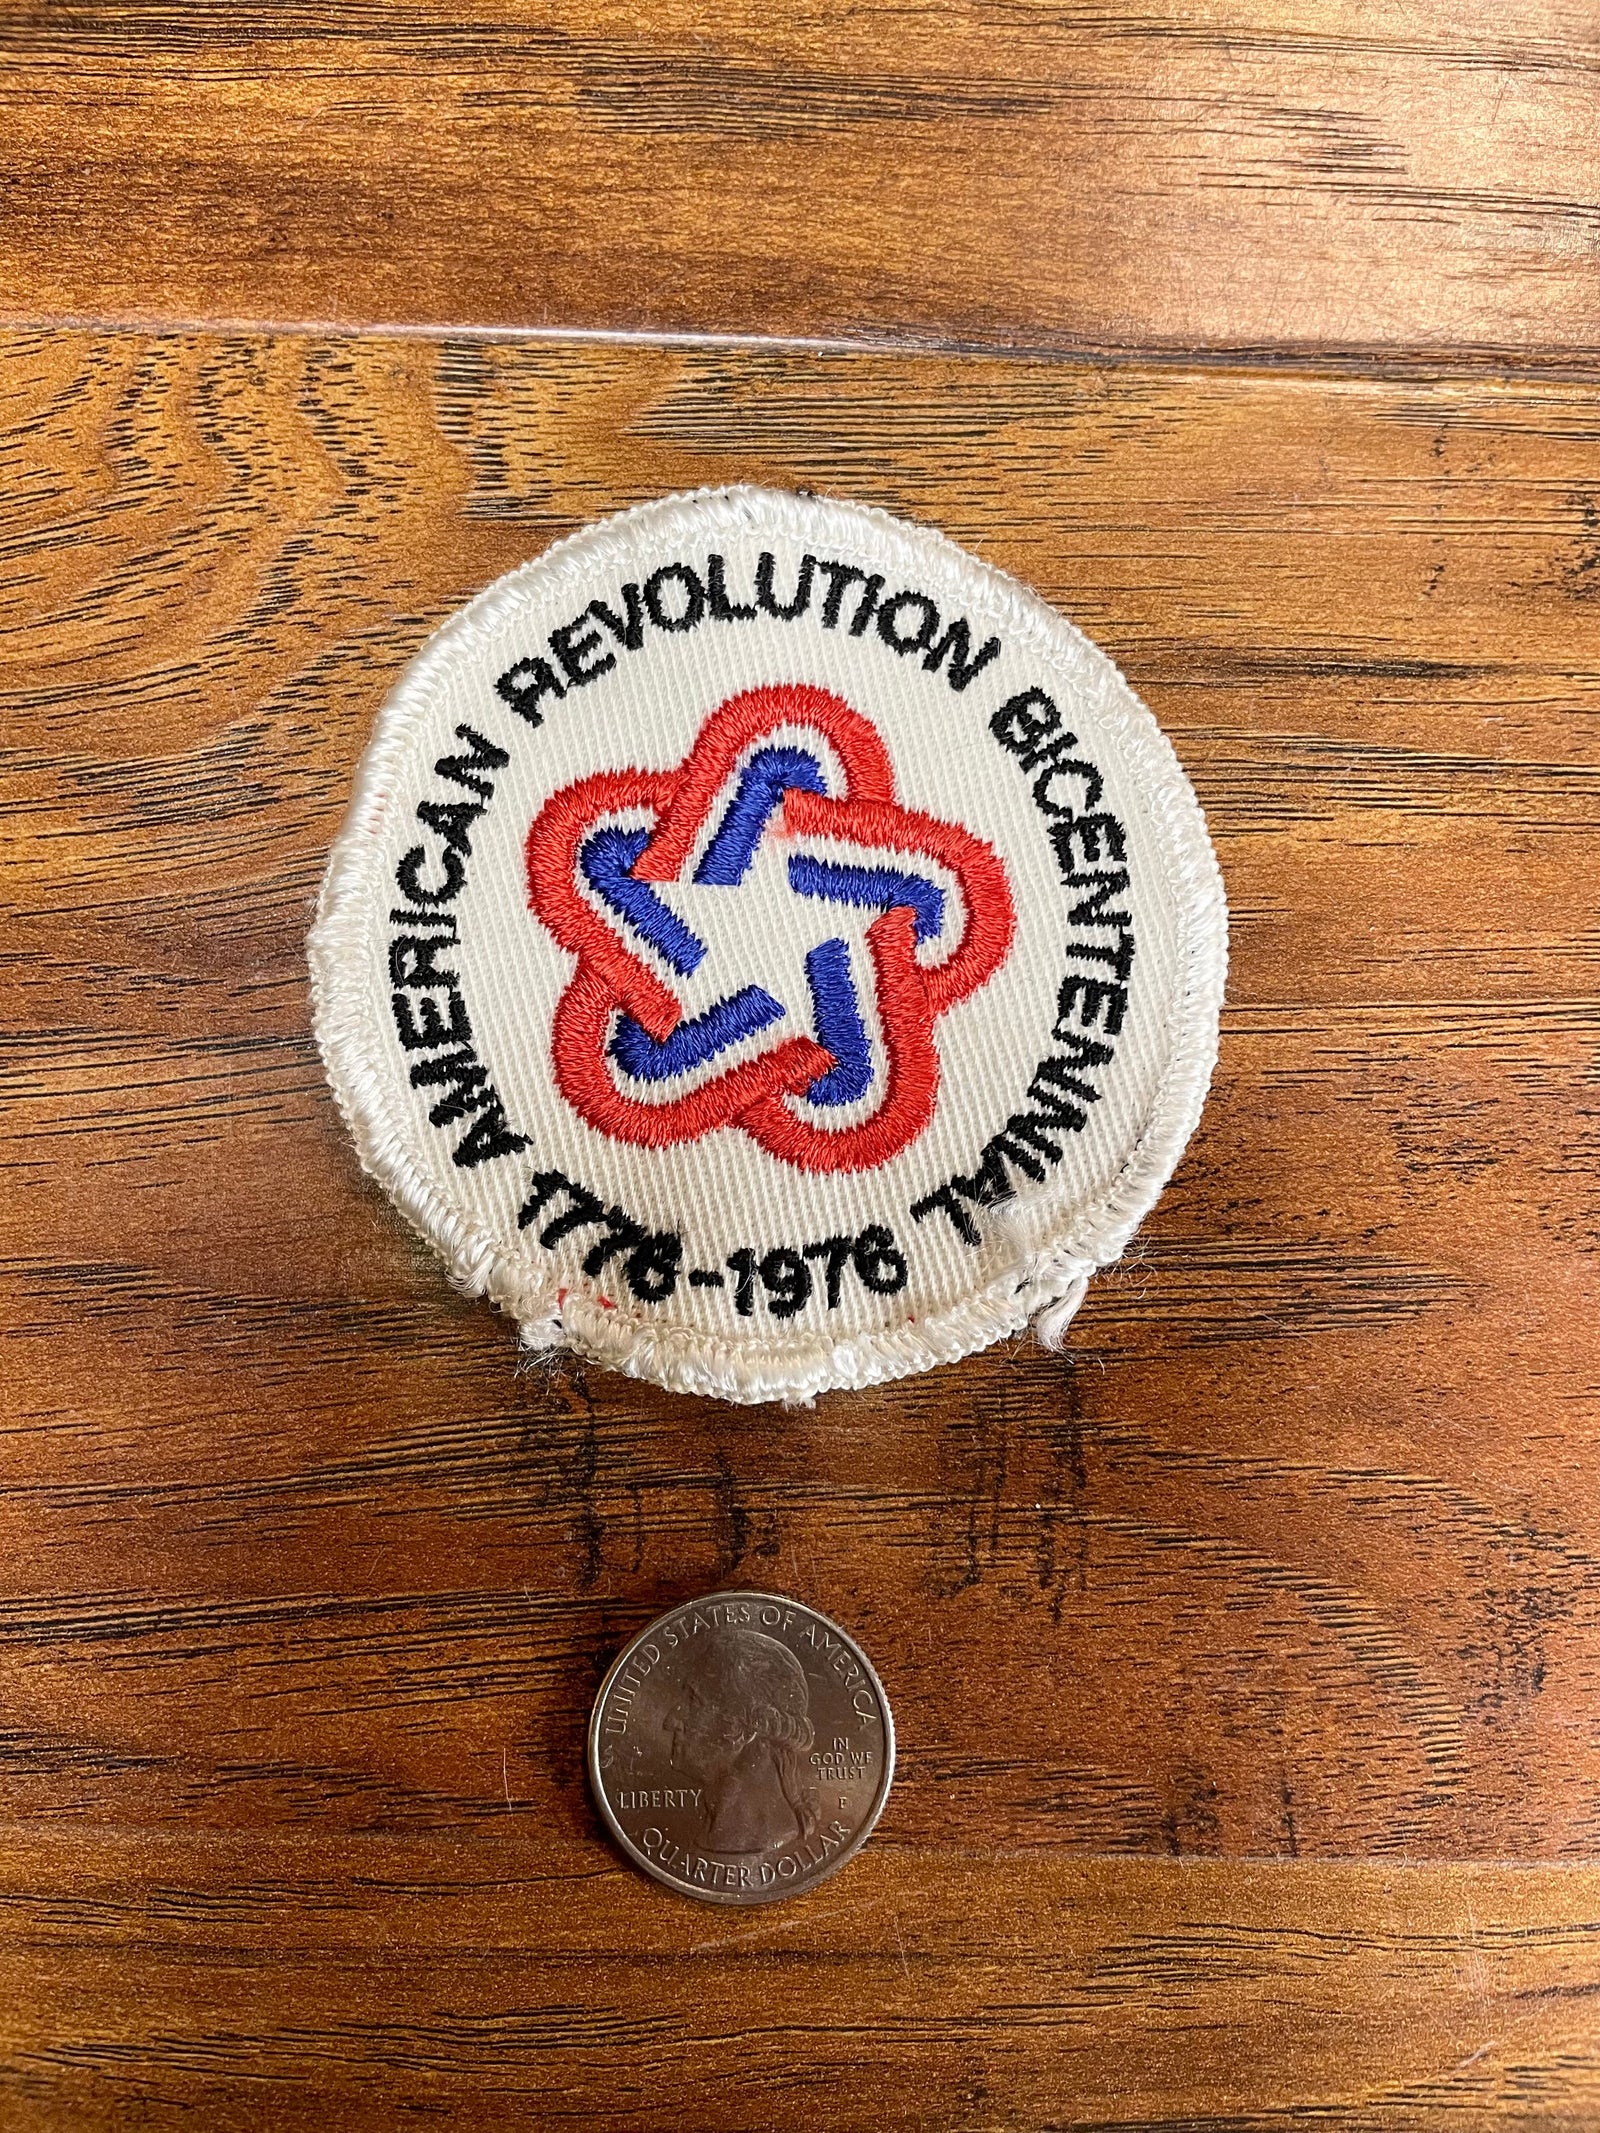 AMERICAN REVOLUTION BICENTENNIAL
1776-1976
UNITED STATES OF AMERICA
IN
GOD WE
TRUST
LIBERTY
P
QUARTER DOLLAR